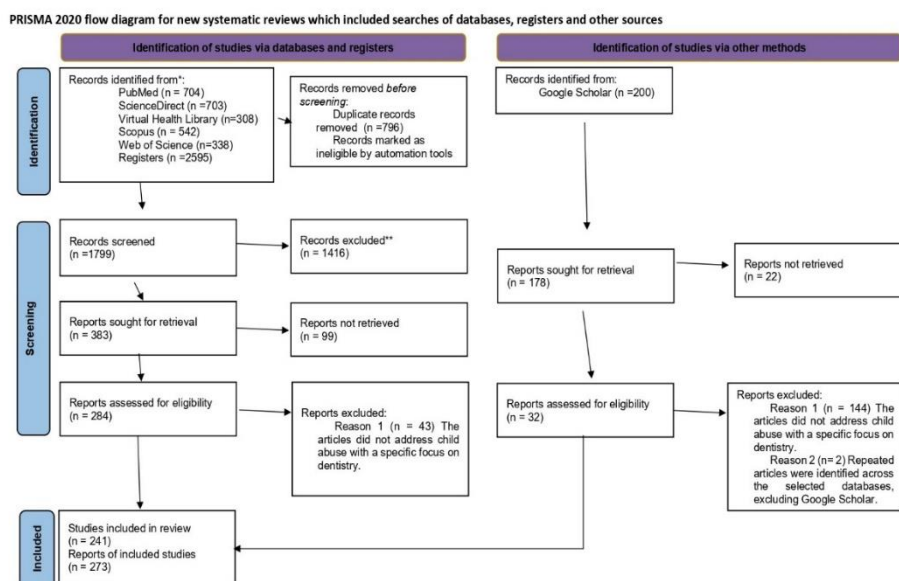 PRISMA 2020 flow diagram for new systematic reviews which included searches of databases, registers and other sources
Identification of studies via databases and registers
Identification of studies via other methods
Identification
Records identified from*:
PubMed (n = 704)
ScienceDirect (n =703)
Virtual Health Library (n=308)
Scopus (n = 542)
Web of Science (n=338)
Registers (n =2595)
Records removed before
screening:
Duplicate records
removed (n =796)
Records marked as
ineligible by automation tools
Records identified from:
Google Scholar (n =200)
Screening
Records screened
(n =1799)
Records excluded**
(n = 1416)
Reports sought for retrieval
(n = 383)
Reports not retrieved
(n = 99)
Reports sought for retrieval
(n = 178)
Reports not retrieved
(n = 22)
Reports assessed for eligibility
(n = 284)
Reports excluded:
Reason 1 (n = 43) The
articles did not address child
abuse with a specific focus on
dentistry.
Reports assessed for eligibility
(n = 32)
Reports excluded:
Reason 1 (n = 144) The
articles did not address child
abuse with a specific focus on
dentistry.
Reason 2 (n= 2) Repeated
articles were identified across
the selected databases,
excluding Google Scholar.
Included
Studies included in review
(n = 241)
Reports of included studies
(n = 273)